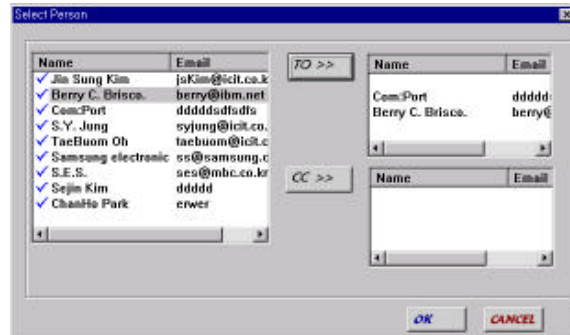 Select Person
Name Email
Jin Sung Kim jsKim@icit.co.k
Berry C. Brisco. berry@ibm.net
Com:Port dddddsdfsdfs
S.Y. Jung syjung@icit.co.
TaeBuom Oh taebuom@icit.c
Samsung electronic ss@samsung.c
S.E.S. ses@mbc.co.kr
Sejin Kim ddddd
ChanHo Park erwer
TO >>
CC >>
Name Email
Com:Port ddddd
Berry C. Brisco. berry@
Name Email
OK CANCEL